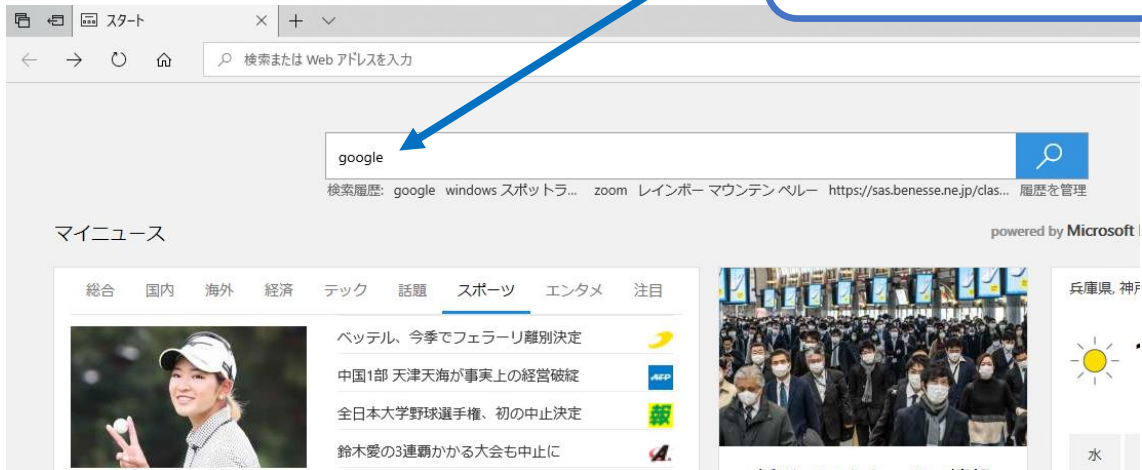 スタート
検索または Web アドレスを入力
google
検索履歴: google windows スポットラ... zoom レインボー マウンテン ペルー https://sas.benesse.ne.jp/clas... 履歴を管理
マイニュース
powered by Microsoft
総合 国内 海外 経済 テック 話題 スポーツ エンタメ 注目
ベッテル、今季でフェラーリ離別決定
中国1部 天津天海が事実上の経営破綻
AFP
全日本大学野球選手権、初の中止決定
報
鈴木愛の3連覇かかる大会も中止に
兵庫県, 神戸
水